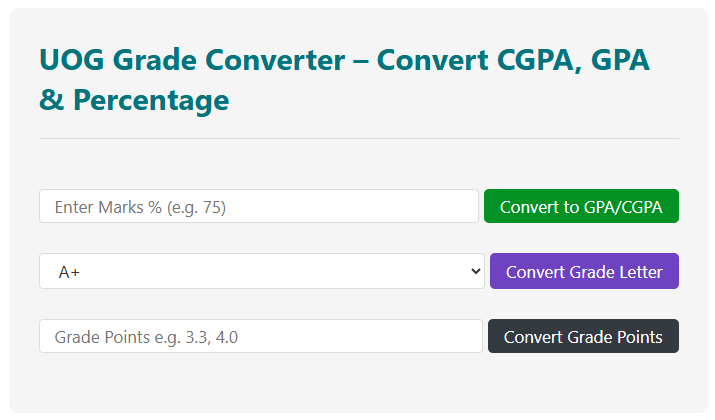 UOG Grade Converter – Convert CGPA, GPA
& Percentage
Enter Marks % (e.g. 75) Convert to GPA/CGPA
A+ Convert Grade Letter
Grade Points e.g. 3.3, 4.0 Convert Grade Points